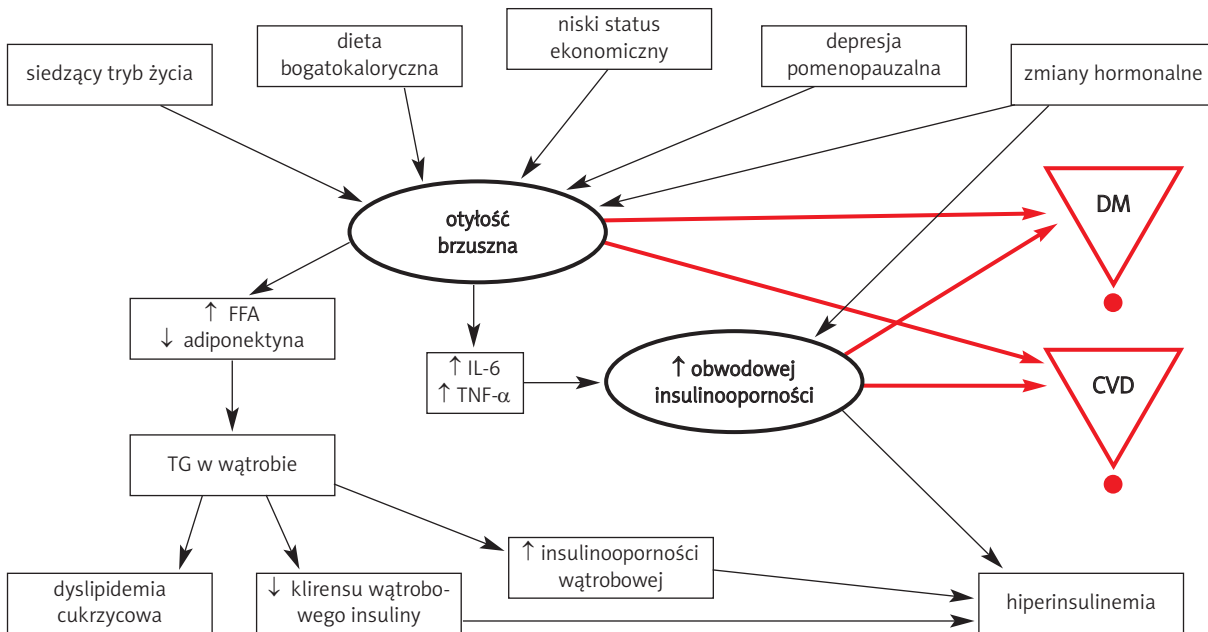 siedzący tryb życia
dieta
bogatokaloryczna
niski status
ekonomiczny
depresja
pomenopauzalna
zmiany hormonalne
otyłość
brzuszna
DM
↑ FFA
↓ adiponektyna
↑ IL-6
↑ TNF-α
↑ obwodowej
insulinooporności
CVD
TG w wątrobie
↑ insulinooporności
wątrobowej
dyslipidemia
cukrzycowa
↓ klirensu wątrobo-
wego insuliny
hiperinsulinemia